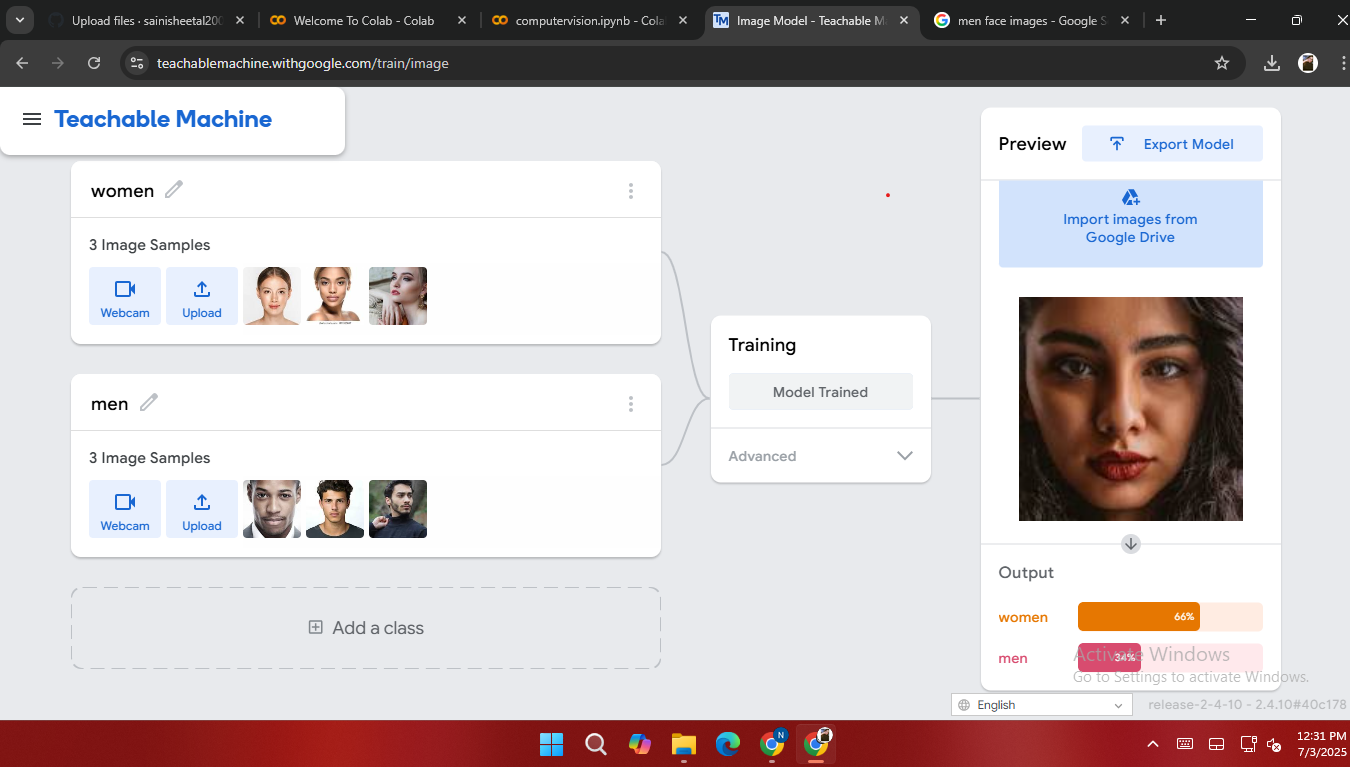 Upload files · sainisheetal200
Welcome To Colab - Colab
computervision.ipynb - Cola
Image Model - Teachable M
men face images - Google S
teachablemachine.withgoogle.com/train/image
Teachable Machine
women
3 Image Samples
Webcam
Upload
men
3 Image Samples
Webcam
Upload
Add a class
Training
Model Trained
Advanced
Preview
Export Model
Import images from
Google Drive
Output
women
66%
men
34%
Activate Windows
Go to Settings to activate Windows.
English
release-2-4-10 - 2.4.10#40c178
12:31 PM
7/3/2025